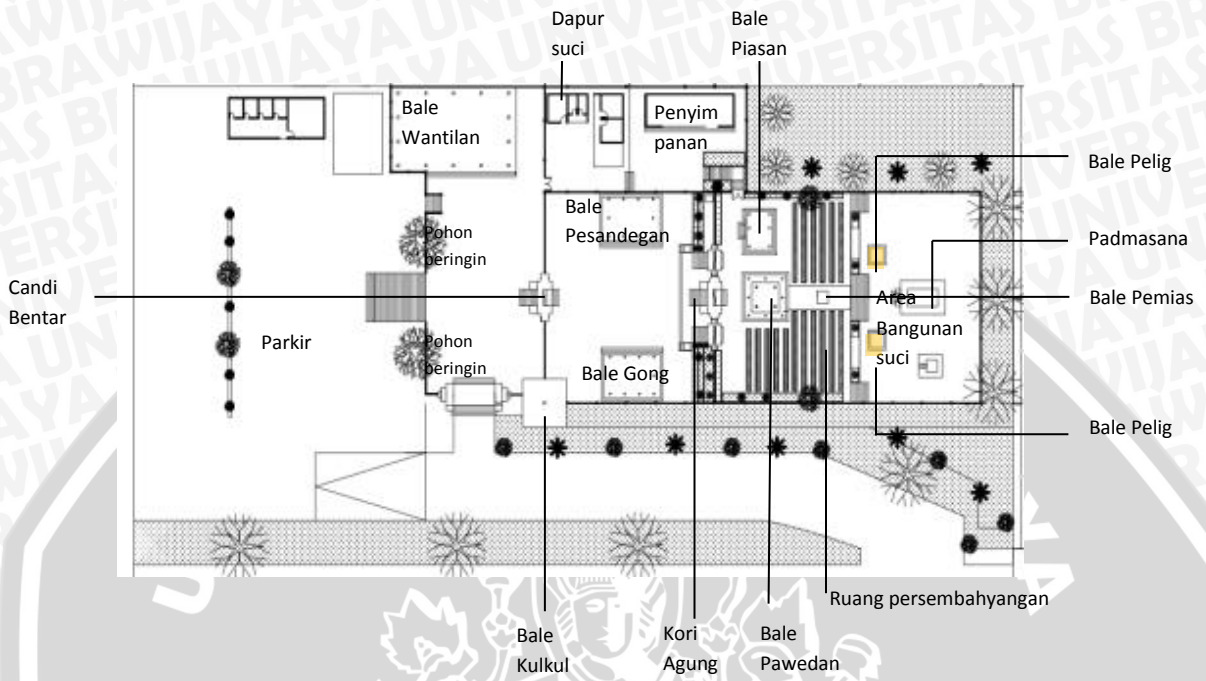 Dapur
suci
Bale
Piasan
Bale
Wantilan
Penyim
panan
Bale Pelig
Bale
Pesandegan
Pohon
beringin
Padmasana
Candi
Bentar
Area
Bangunan
suci
Bale Pemias
Parkir
Pohon
beringin
Bale Gong
Bale Pelig
Ruang persembahyangan
Bale
Kulkul
Kori
Agung
Bale
Pawedan